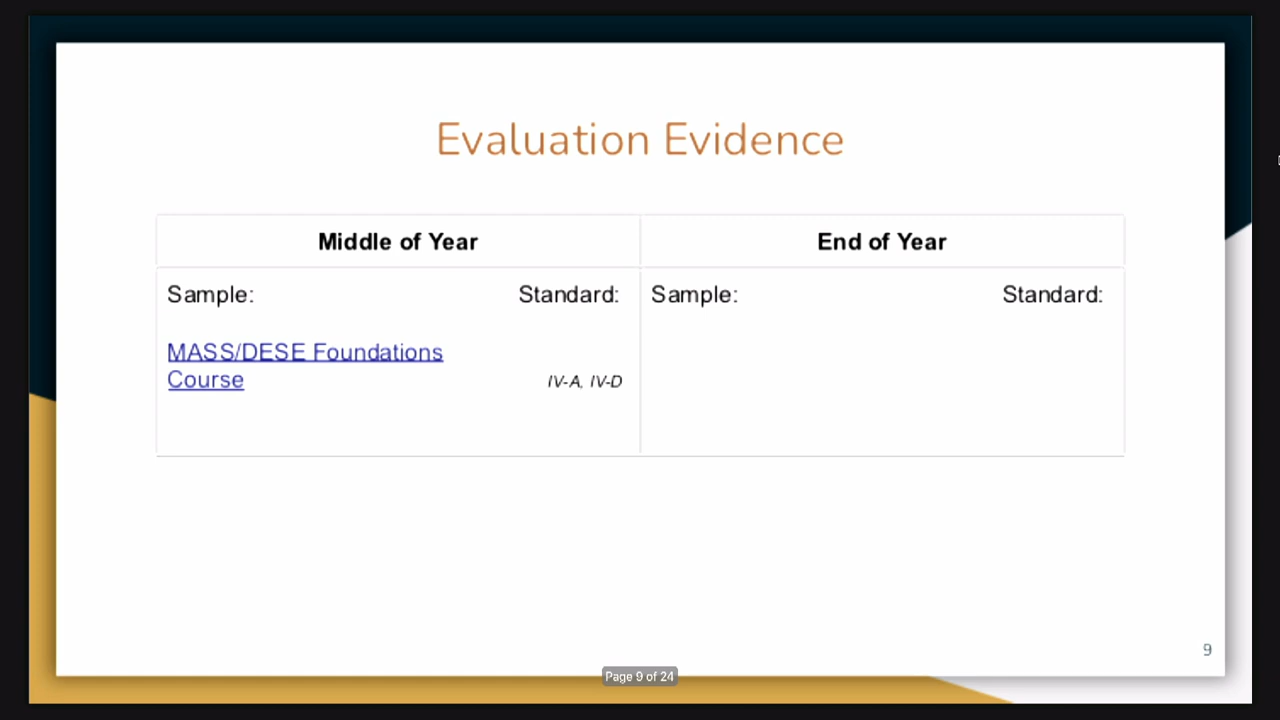 Evaluation Evidence
Middle of Year
End of Year
Sample:
Standard:
Sample:
Standard:
MASS/DESE Foundations
Course
IV-A, IV-D
9
Page 9 of 24